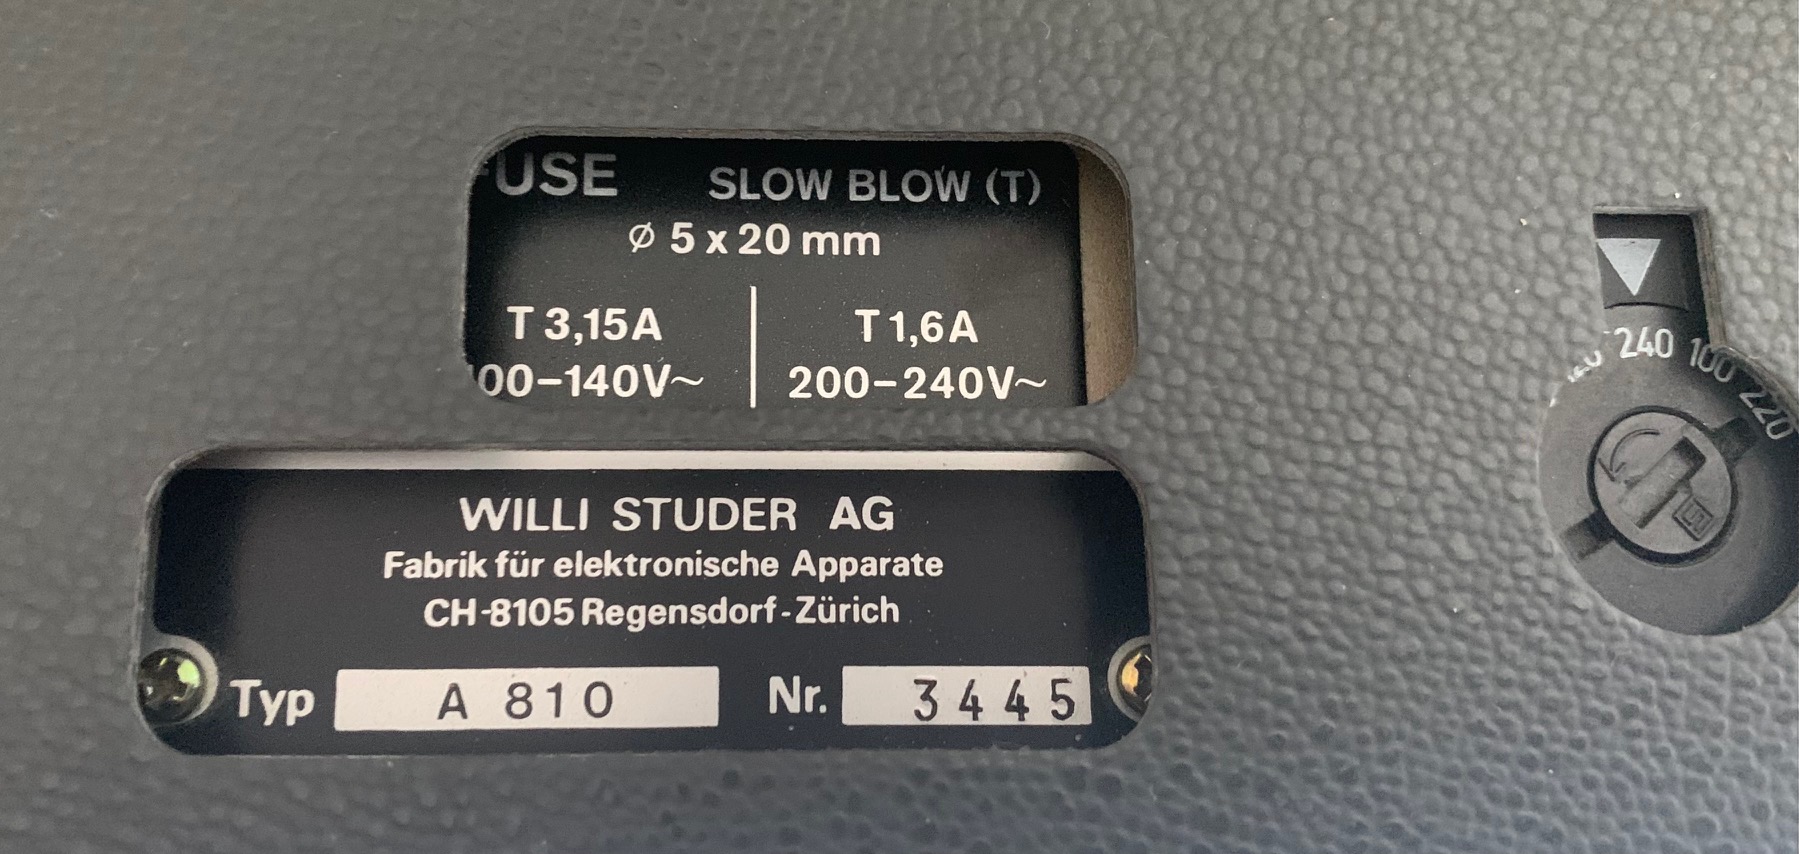 FUSE SLOW BLOW (T)
Ø 5 x 20 mm
T 3,15A T 1,6A
00-140V~ 200-240V~
240 100 220
WILLI STUDER AG
Fabrik für elektronische Apparate
CH-8105 Regensdorf-Zürich
Typ A 810 Nr. 3445